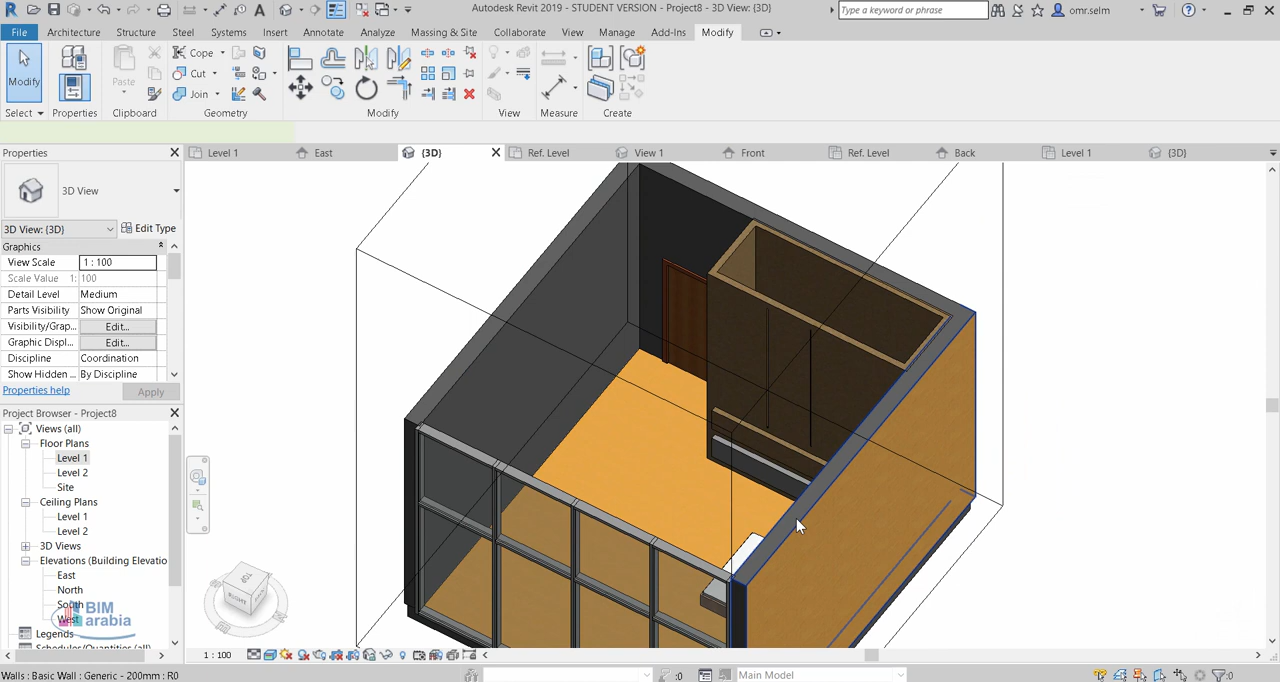 Autodesk Revit 2019 - STUDENT VERSION - Project8 - 3D View: {3D}
Type a keyword or phrase
omr.selm
File
Architecture
Structure
Steel
Systems
Insert
Annotate
Analyze
Massing & Site
Collaborate
View
Manage
Add-Ins
Modify
Modify
Paste
Cope
Cut
Join
Select
Properties
Clipboard
Geometry
Modify
View
Measure
Create
Properties
Level 1
East
{3D}
Ref. Level
View 1
Front
Ref. Level
Back
Level 1
{3D}
3D View
3D View: {3D}
Edit Type
Graphics
View Scale
1 : 100
Scale Value 1:
100
Detail Level
Medium
Parts Visibility
Show Original
Visibility/Grap...
Edit...
Graphic Displ...
Edit...
Discipline
Coordination
Show Hidden ...
By Discipline
Properties help
Apply
Project Browser - Project8
Views (all)
Floor Plans
Level 1
Level 2
Site
Ceiling Plans
Level 1
Level 2
3D Views
Elevations (Building Elevatio
East
North
South
West
BIM
arabia
Legends
Schedules/Quantities (all)
TOP
RIGHT
1 : 100
Walls : Basic Wall : Generic - 200mm : R0
:0
Main Model
:0